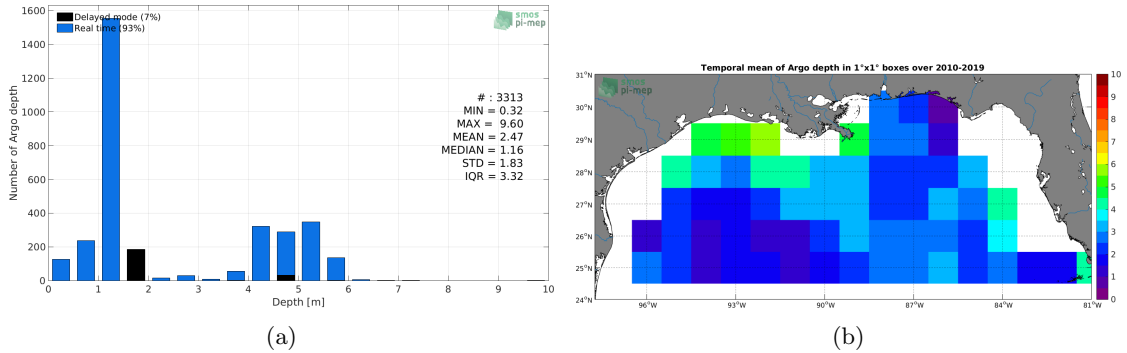 1600
1400
1200
1000
800
600
400
200
0
Number of Argo depth
Delayed mode (7%)
Real time (93%)
smos
pi-mep
# : 3313
MIN = 0.32
MAX = 9.60
MEAN = 2.47
MEDIAN = 1.16
STD = 1.83
IQR = 3.32
0 1 2 3 4 5 6 7 8 9 10
Depth [m]
(a)
Temporal mean of Argo depth in 1°x1° boxes over 2010-2019
smos
pi-mep
31°N
30°N
29°N
28°N
27°N
26°N
25°N
24°N
96°W 93°W 90°W 87°W 84°W 81°W
10
9
8
7
6
5
4
3
2
1
0
(b)